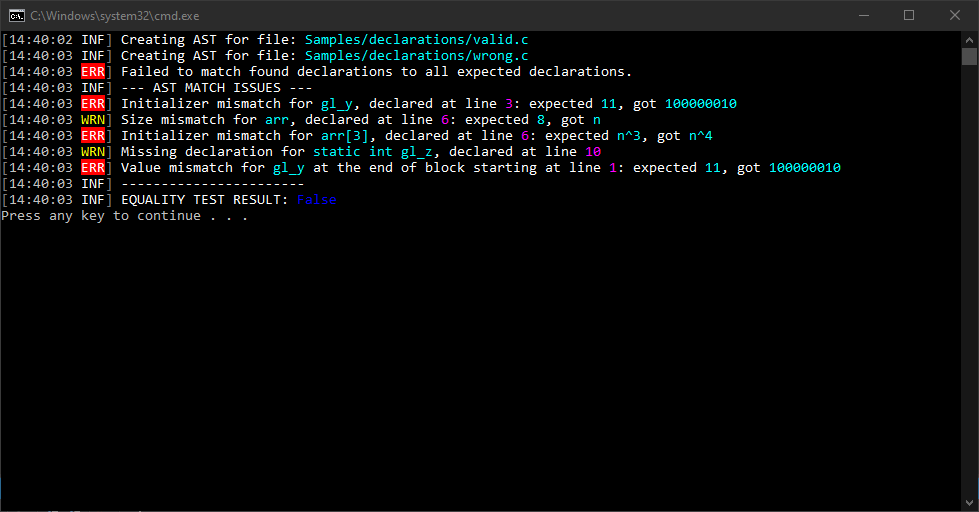 C:\Windows\system32\cmd.exe
[14:40:02 INF] Creating AST for file: Samples/declarations/valid.c
[14:40:03 INF] Creating AST for file: Samples/declarations/wrong.c
[14:40:03 ERR] Failed to match found declarations to all expected declarations.
[14:40:03 INF] --- AST MATCH ISSUES ---
[14:40:03 ERR] Initializer mismatch for gl_y, declared at line 3: expected 11, got 100000010
[14:40:03 WRN] Size mismatch for arr, declared at line 6: expected 8, got n
[14:40:03 ERR] Initializer mismatch for arr[3], declared at line 6: expected n^3, got n^4
[14:40:03 WRN] Missing declaration for static int gl_z, declared at line 10
[14:40:03 ERR] Value mismatch for gl_y at the end of block starting at line 1: expected 11, got 100000010
[14:40:03 INF] -----------------------
[14:40:03 INF] EQUALITY TEST RESULT: False
Press any key to continue . . .